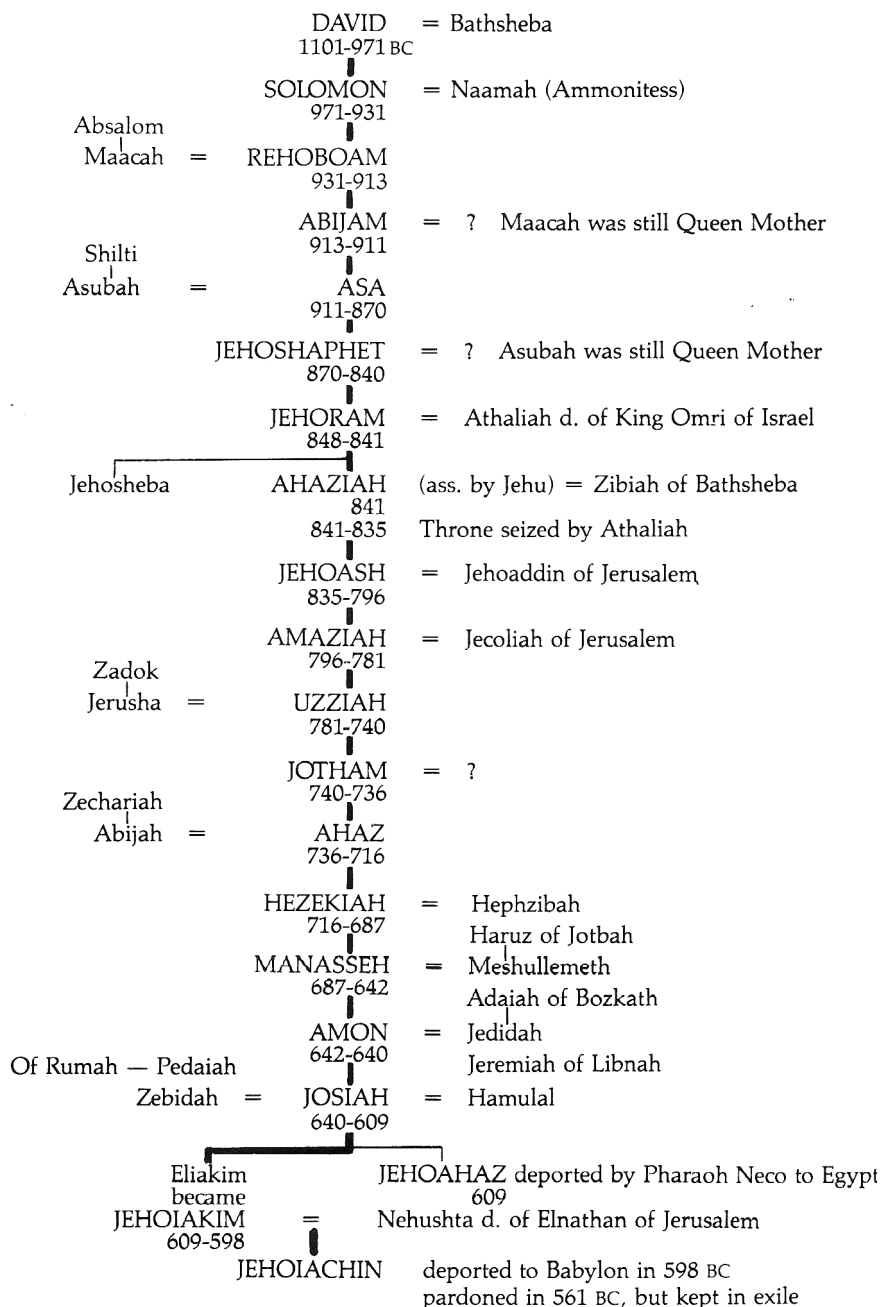 DAVID = Bathsheba
1101-971 BC
SOLOMON = Naamah (Ammonitess)
971-931
Absalom
Maacah = REHOBOAM
931-913
ABIJAM = ? Maacah was still Queen Mother
913-911
Shilti
Asubah = ASA
911-870
JEHOSHAPHET = ? Asubah was still Queen Mother
870-840
JEHORAM = Athaliah d. of King Omri of Israel
848-841
Jehosheba AHAZIAH (ass. by Jehu) = Zibiah of Bathsheba
841
841-835 Throne seized by Athaliah
JEHOASH = Jehoaddin of Jerusalem
835-796
AMAZIAH = Jecoliah of Jerusalem
796-781
Zadok
Jerusha = UZZIAH
781-740
JOTHAM = ?
740-736
Zechariah
Abijah = AHAZ
736-716
HEZEKIAH = Hephzibah
716-687
Haruz of Jotbah
MANASSEH = Meshullemeth
687-642
Adaiah of Bozkath
AMON = Jedidah
642-640
Jeremiah of Libnah
Of Rumah — Pedaiah
Zebidah = JOSIAH = Hamulal
640-609
Eliakim JEHOAHAZ deported by Pharaoh Neco to Egypt
became 609
JEHOIAKIM = Nehushta d. of Elnathan of Jerusalem
609-598
JEHOIACHIN deported to Babylon in 598 BC
pardoned in 561 BC, but kept in exile